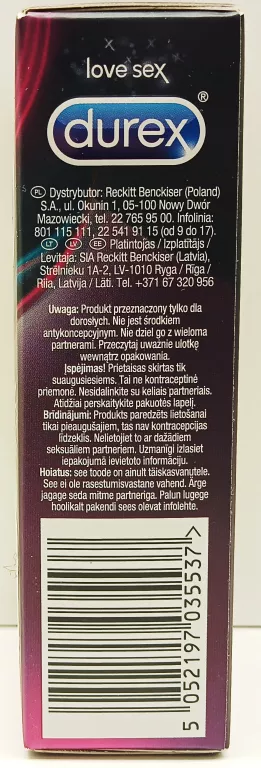 love sex
durex®
PL Dystrybutor: Reckitt Benckiser (Poland)
S.A., ul. Okunin 1, 05-100 Nowy Dwór
Mazowiecki, tel. 22 765 95 00. Infolinia:
801 115 111, 22 541 91 15 (od 9 do 17).
LT LV EE Platintojas / Izplatītājs /
Levitaja: SIA Reckitt Benckiser (Latvia),
Strēlnieku 1A-2, LV-1010 Ryga / Rīga /
Riia, Latvija / Läti. Tel. +371 67 320 956
Uwaga: Produkt przeznaczony tylko dla
dorosłych. Nie jest środkiem
antykoncepcyjnym. Nie dziel go z wieloma
partnerami. Przeczytaj uważnie ulotkę
wewnątrz opakowania.
Įspėjimas! Prietaisas skirtas tik
suaugusiesiems. Tai ne kontraceptinė
priemonė. Nesidalinkite su keliais partneriais.
Atidžiai perskaitykite pakuotės lapelį.
Brīdinājumi: Produkts paredzēts lietošanai
tikai pieaugušajiem, tas nav kontracepcijas
līdzeklis. Nelietojiet to ar dažādiem
seksuāliem partneriem. Uzmanīgi izlasiet
iepakojumā ievietoto informāciju.
Hoiatus: see toode on ainult täiskasvanutele.
See ei ole rasestumisvastane vahend. Ärge
jagage seda mitme partneriga. Palun lugege
hoolikalt pakendi sees olevat infolehte.
5 052197 035537 >